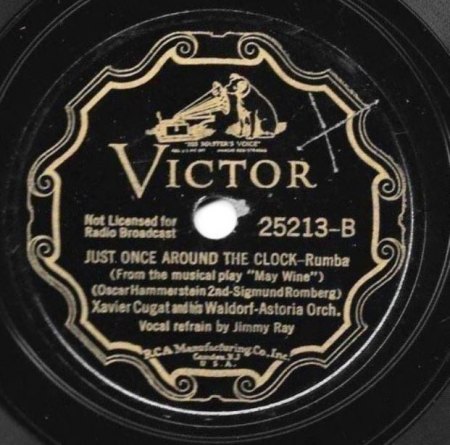 "HIS MASTER'S VOICE"
VICTOR
Not Licensed for
Radio Broadcast
25213-B
JUST ONCE AROUND THE CLOCK-Rumba
(From the musical play "May Wine")
(Oscar Hammerstein 2nd-Sigmund Romberg)
Xavier Cugat and his Waldorf-Astoria Orch.
Vocal refrain by Jimmy Ray
RCA Manufacturing Co., Inc.
Camden, N.J.
U.S.A.